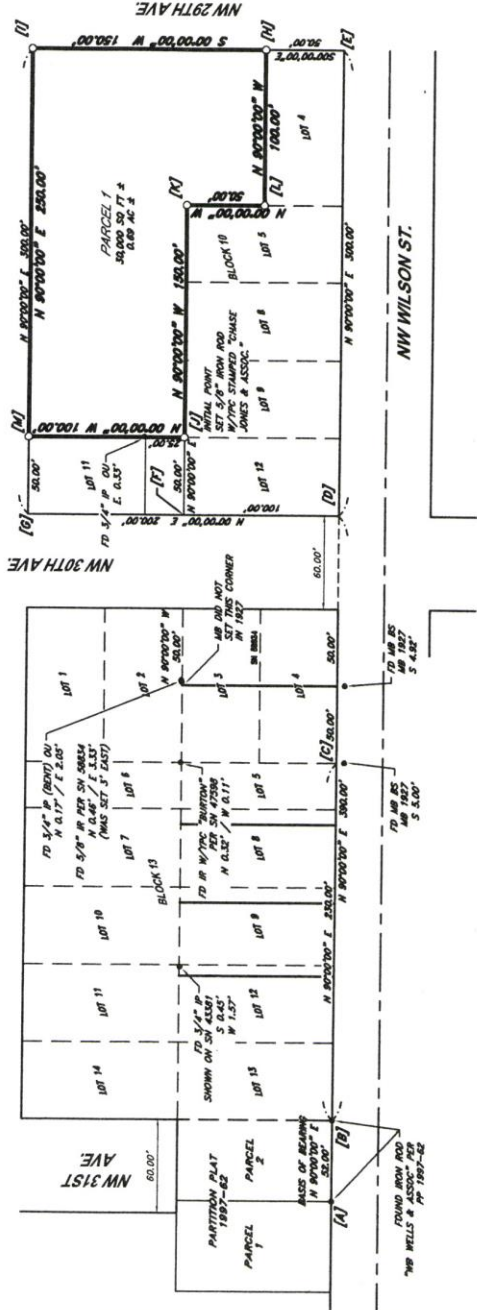 NW 29TH AVE.
[I]
S 00°00'00" W 150.00'
[H]
50.00'
S00°00'00"E
[E]
N 90°00'00" E 300.00'
N 90°00'00" E 250.00'
PARCEL 1
30,000 SQ FT ±
0.69 AC ±
N 90°00'00" W
100.00'
LOT 4
[K]
N 00°00'00" W
50.00'
[L]
N 90°00'00" W 150.00'
BLOCK 10
LOT 5
LOT 8
LOT 9
INITIAL POINT
SET 5/8" IRON ROD
W/YPC STAMPED "CHASE
JONES & ASSOC."
N 90°00'00" E 300.00'
NW WILSON ST.
[M]
N 00°00'00" W 100.00'
[J]
25.00'
50.00'
LOT 11
FD 3/4" IP OU
E. 0.33'
[F]
50.00'
N 90°00'00" E
LOT 12
[G]
N 00°00'00" E 200.00'
100.00'
[D]
NW 30TH AVE.
60.00'
LOT 1
LOT 2
N 90°00'00" W
50.00'
MB DID NOT
SET THIS CORNER
IN 1927
LOT 3
LOT 4
50.00'
FD MB BS
MB 1927
S 4.92'
FD 3/4" IP (BENT) OU
N 0.17' / E 2.05'
FD 5/8" IR PER SN 58834
N 0.46' / E 3.33'
(WAS SET 3' EAST)
LOT 6
LOT 5
[C]
50.00'
FD MB BS
MB 1927
S 5.00'
LOT 7
FD IR W/YPC "BURTON"
PER SN 47598
N 0.32' / W 0.11'
LOT 8
N 90°00'00" E 390.00'
BLOCK 13
LOT 10
LOT 9
N 90°00'00" E 230.00'
LOT 11
FD 3/4" IP
SHOWN ON SN 43381
S 0.45'
W 1.57'
LOT 12
LOT 14
LOT 13
NW 31ST
AVE
60.00'
PARTITION PLAT
1997-62
PARCEL
2
PARCEL
1
BASIS OF BEARING
N 90°00'00" E
52.00'
[B]
[A]
FOUND IRON ROD
"WB WELLS & ASSOC" PER
PP 1997-62